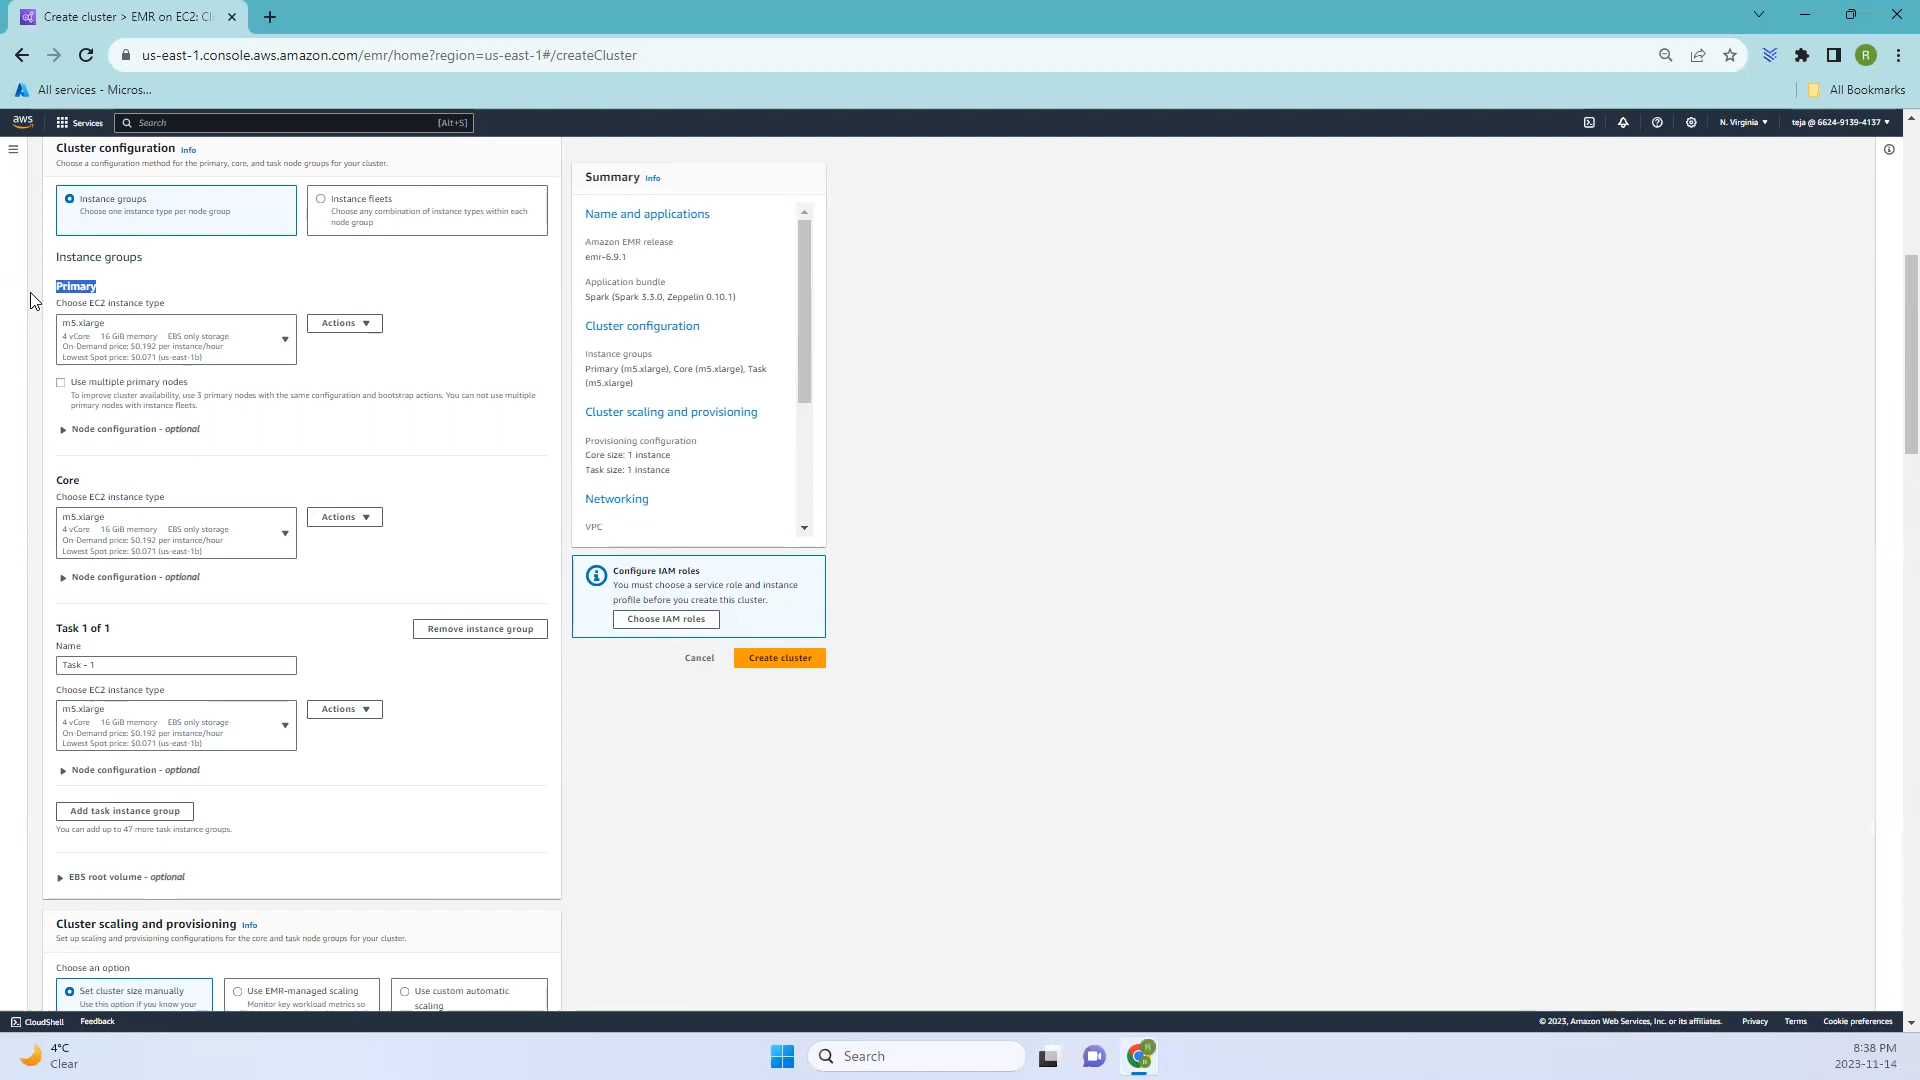 Create cluster > EMR on EC2: Cl
us-east-1.console.aws.amazon.com/emr/home?region=us-east-1#/createCluster
R
All services - Micros...
All Bookmarks
aws
Services
Search
[Alt+S]
N. Virginia
teja @ 6624-9139-4137
Cluster configuration Info
Choose a configuration method for the primary, core, and task node groups for your cluster.
Instance groups
Choose one instance type per node group
Instance fleets
Choose any combination of instance types within each
node group
Instance groups
Primary
Choose EC2 instance type
m5.xlarge
4 vCore 16 GiB memory EBS only storage
On-Demand price: $0.192 per instance/hour
Lowest Spot price: $0.071 (us-east-1b)
Actions
Use multiple primary nodes
To improve cluster availability, use 3 primary nodes with the same configuration and bootstrap actions. You can not use multiple
primary nodes with instance fleets.
Node configuration - optional
Core
Choose EC2 instance type
m5.xlarge
4 vCore 16 GiB memory EBS only storage
On-Demand price: $0.192 per instance/hour
Lowest Spot price: $0.071 (us-east-1b)
Actions
Node configuration - optional
Task 1 of 1
Remove instance group
Name
Task - 1
Choose EC2 instance type
m5.xlarge
4 vCore 16 GiB memory EBS only storage
On-Demand price: $0.192 per instance/hour
Lowest Spot price: $0.071 (us-east-1b)
Actions
Node configuration - optional
Add task instance group
You can add up to 47 more task instance groups.
EBS root volume - optional
Cluster scaling and provisioning Info
Set up scaling and provisioning configurations for the core and task node groups for your cluster.
Choose an option
Set cluster size manually
Use this option if you know your
Use EMR-managed scaling
Monitor key workload metrics so
Use custom automatic
scaling
Summary Info
Name and applications
Amazon EMR release
emr-6.9.1
Application bundle
Spark (Spark 3.3.0, Zeppelin 0.10.1)
Cluster configuration
Instance groups
Primary (m5.xlarge), Core (m5.xlarge), Task
(m5.xlarge)
Cluster scaling and provisioning
Provisioning configuration
Core size: 1 instance
Task size: 1 instance
Networking
VPC
Configure IAM roles
You must choose a service role and instance
profile before you create this cluster.
Choose IAM roles
Cancel
Create cluster
CloudShell
Feedback
© 2023, Amazon Web Services, Inc. or its affiliates.
Privacy
Terms
Cookie preferences
4°C
Clear
Search
R
8:38 PM
2023-11-14